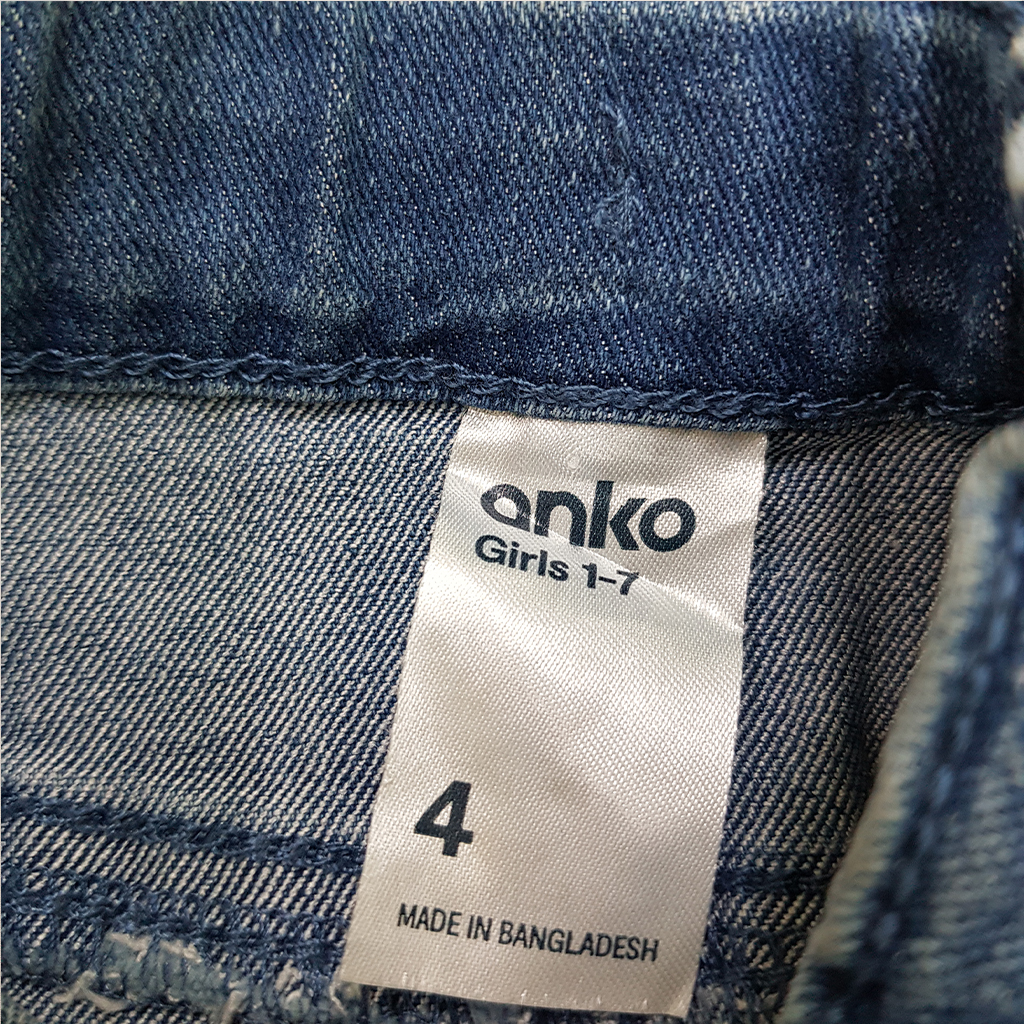 anko
Girls 1-7
4
MADE IN BANGLADESH